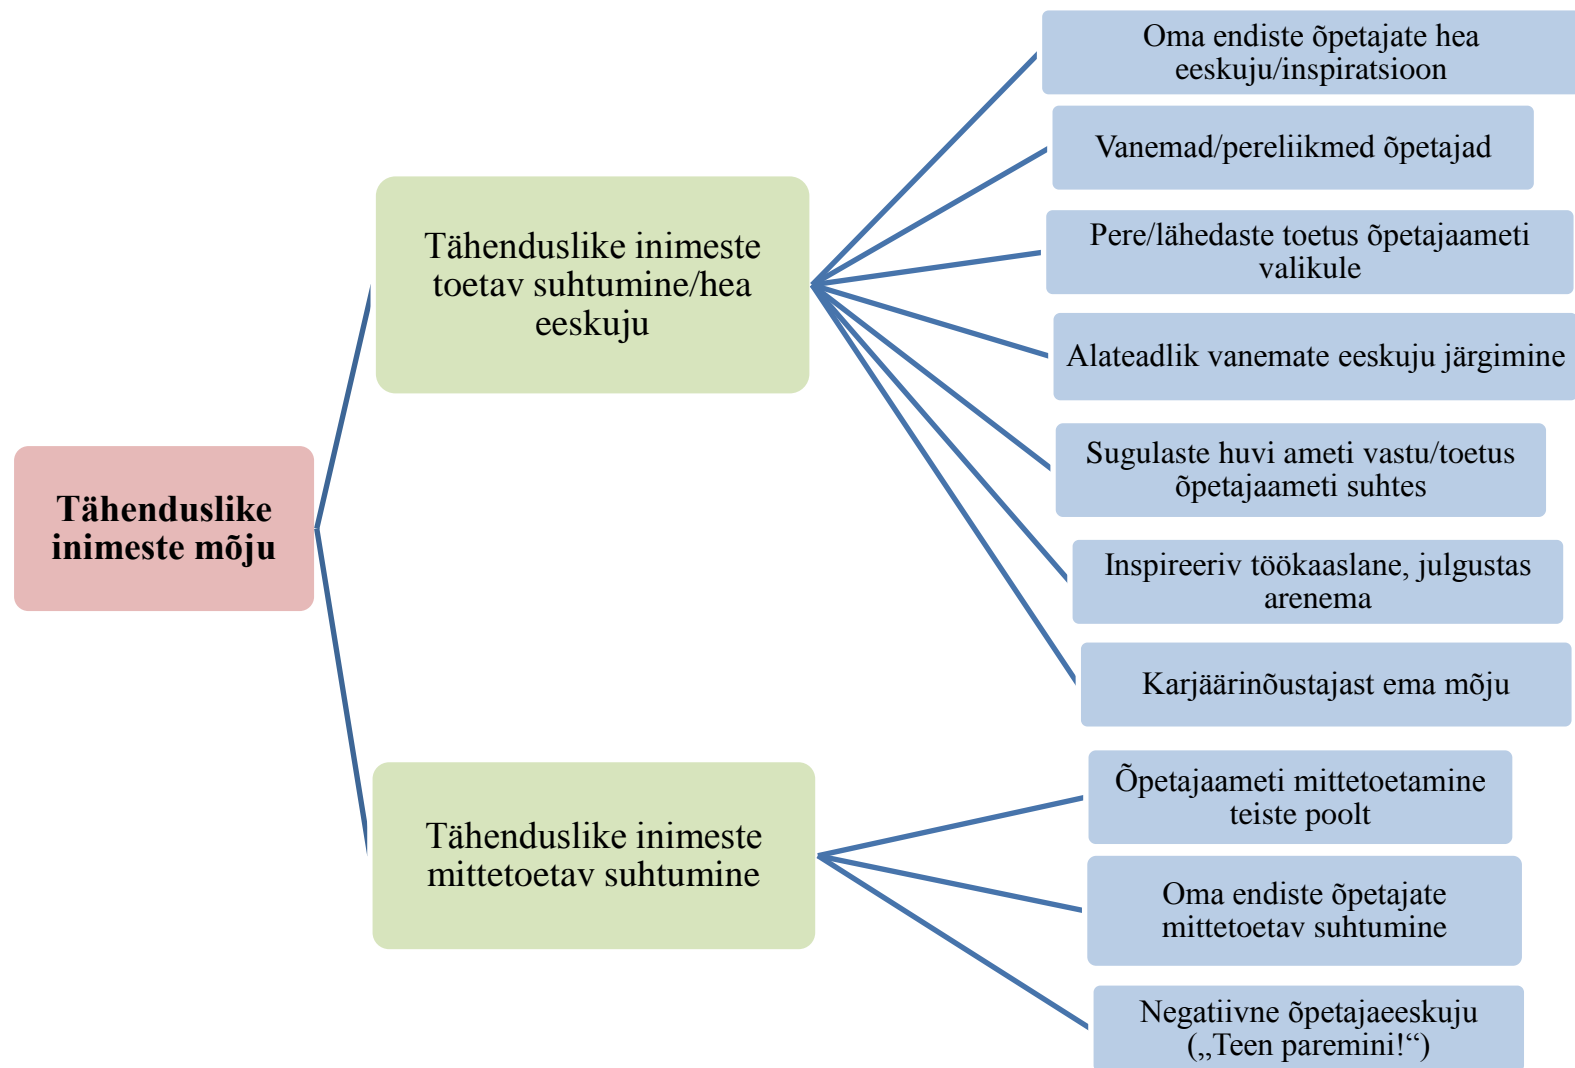 Tähenduslike
inimeste mõju
Tähenduslike inimeste
toetav suhtumine/hea
eeskuju
Oma endiste õpetajate hea
eeskuju/inspiratsioon
Vanemad/pereliikmed õpetajad
Pere/lähedaste toetus õpetajaameti
valikule
Alateadlik vanemate eeskuju järgimine
Sugulaste huvi ameti vastu/toetus
õpetajaameti suhtes
Inspireeriv töökaaslane, julgustas
arenema
Karjäärinõustajast ema mõju
Tähenduslike inimeste
mittetoetav suhtumine
Õpetajaameti mittetoetamine
teiste poolt
Oma endiste õpetajate
mittetoetav suhtumine
Negatiivne õpetajaeeskuju
(„Teen paremini!“)